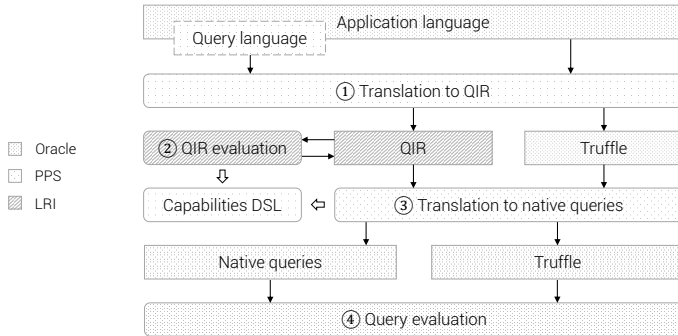 Application language
Query language
① Translation to QIR
② QIR evaluation
QIR
Truffle
Oracle
PPS
LRI
Capabilities DSL
③ Translation to native queries
Native queries
Truffle
④ Query evaluation